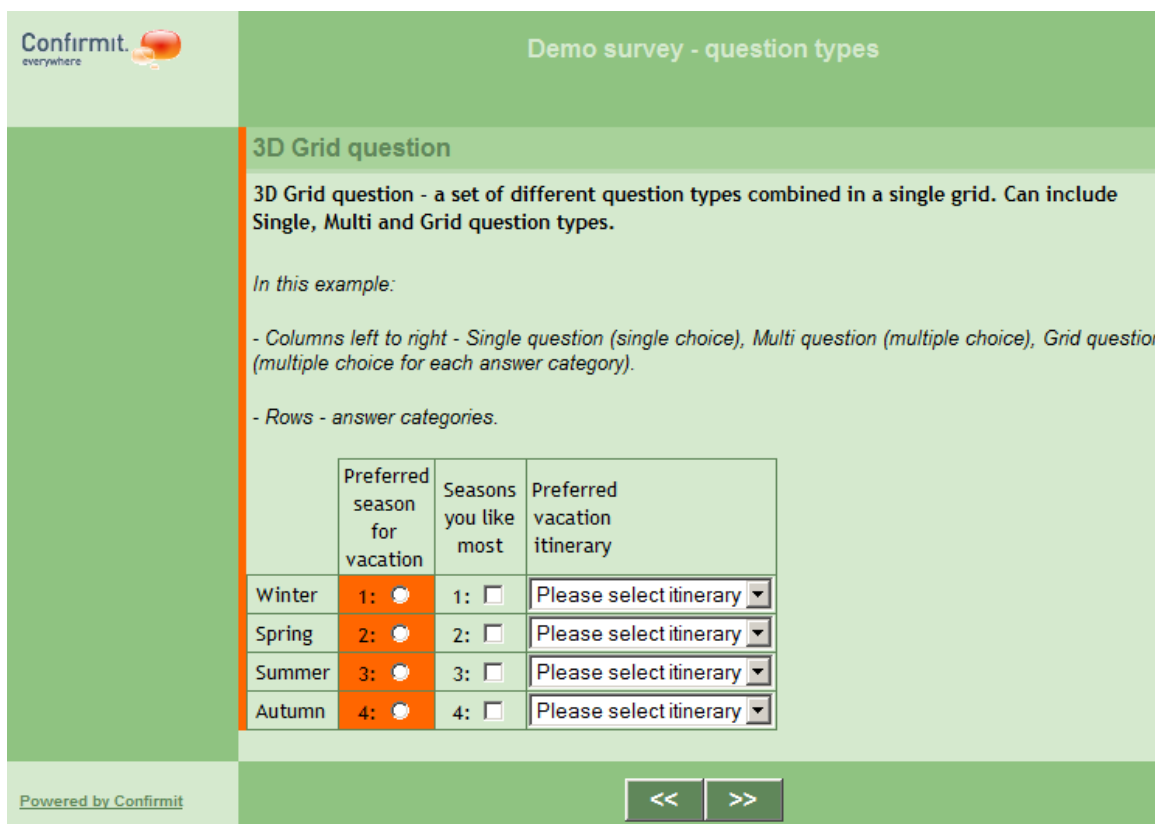 Confirmit.
everywhere
Demo survey - question types
3D Grid question
3D Grid question - a set of different question types combined in a single grid. Can include
Single, Multi and Grid question types.
In this example:
- Columns left to right - Single question (single choice), Multi question (multiple choice), Grid question
(multiple choice for each answer category).
- Rows - answer categories.
Preferred season for vacation
Seasons you like most
Preferred vacation itinerary
Winter 1: 1: Please select itinerary
Spring 2: 2: Please select itinerary
Summer 3: 3: Please select itinerary
Autumn 4: 4: Please select itinerary
Powered by Confirmit
<< >>